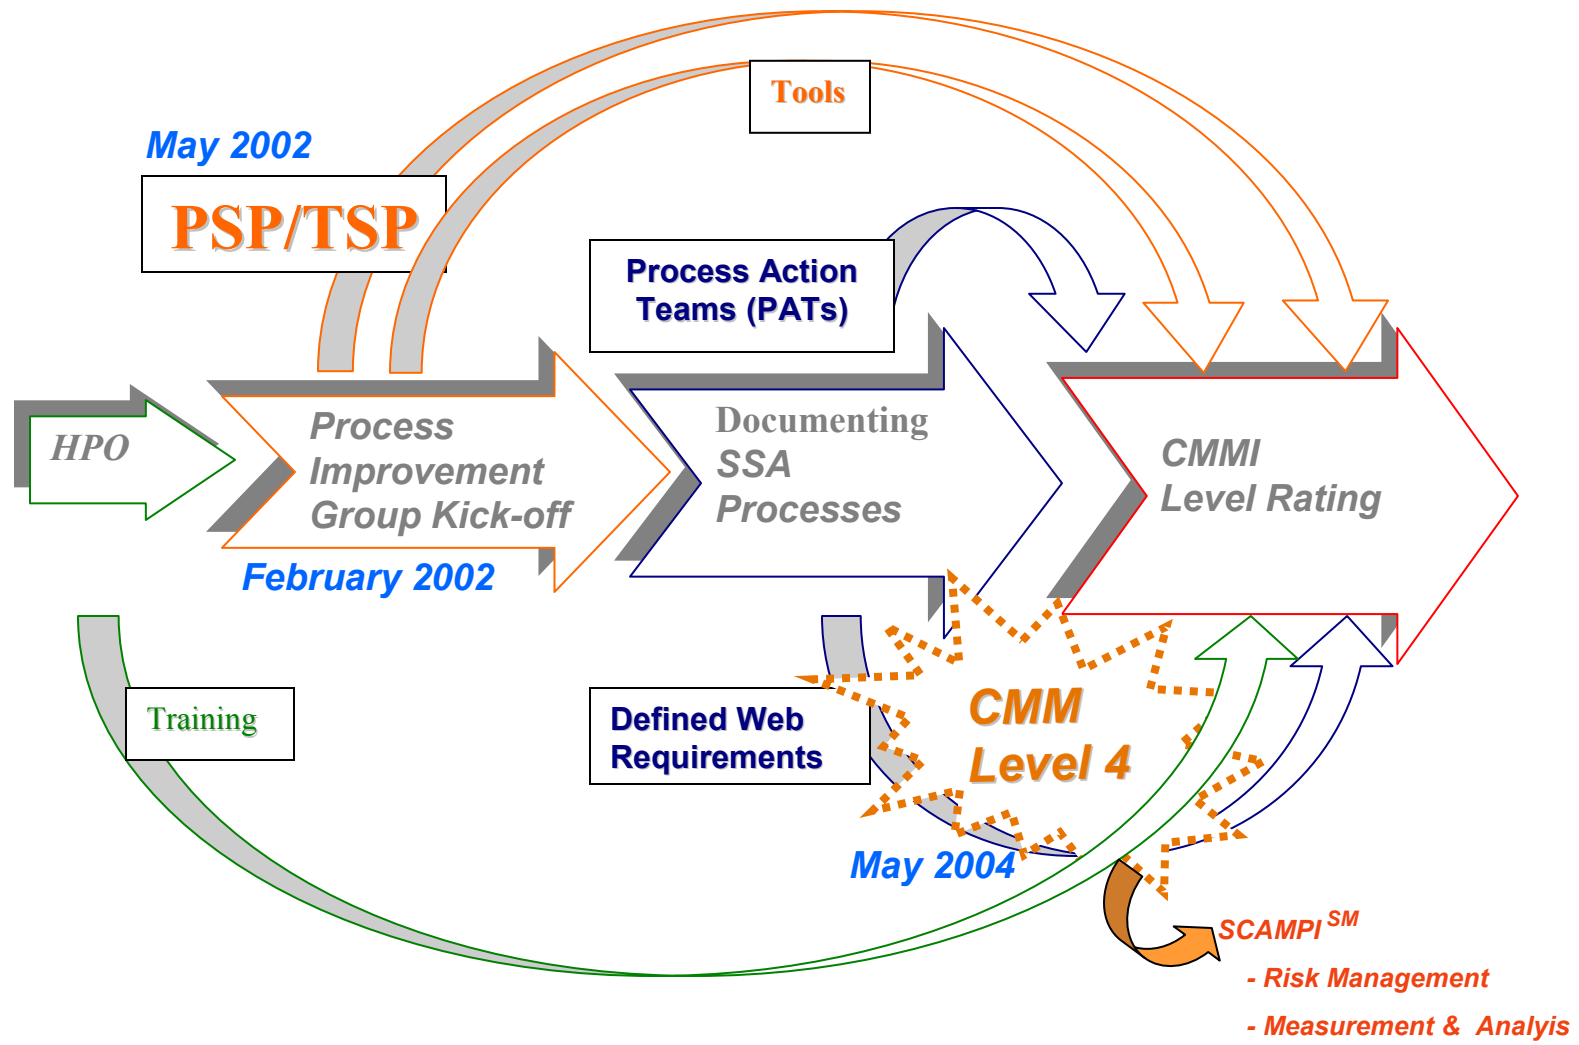 Tools
May 2002
PSP/TSP
Process Action
Teams (PATs)
HPO
Process
Improvement
Group Kick-off
February 2002
Documenting
SSA
Processes
CMMI
Level Rating
Training
Defined Web
Requirements
CMM
Level 4
May 2004
SCAMPI SM
- Risk Management
- Measurement & Analyis